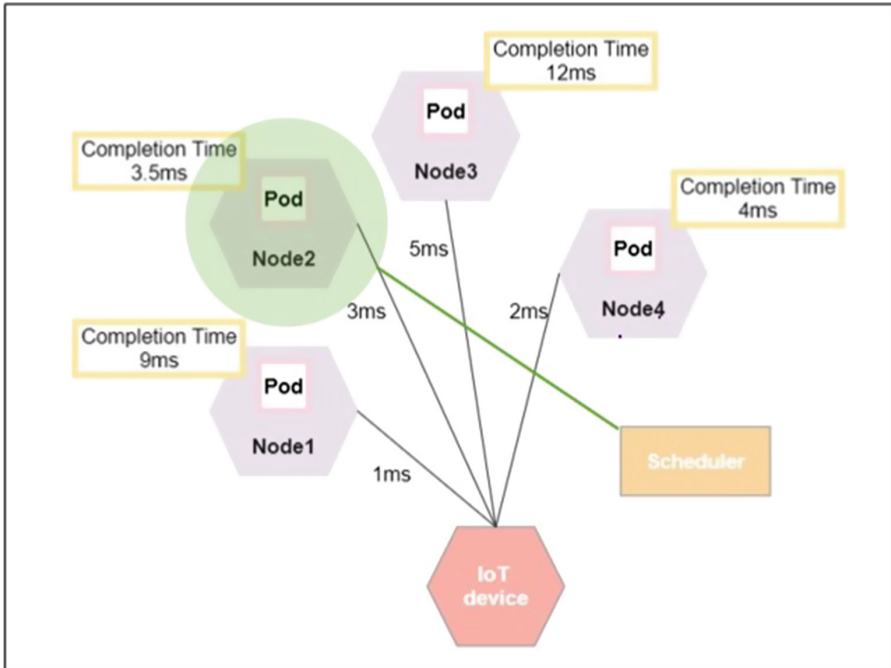 Completion Time
12ms
Pod
Node3
Completion Time
3.5ms
Pod
Node2
Completion Time
4ms
Pod
Node4
5ms
3ms
2ms
Completion Time
9ms
Pod
Node1
1ms
Scheduler
IoT
device